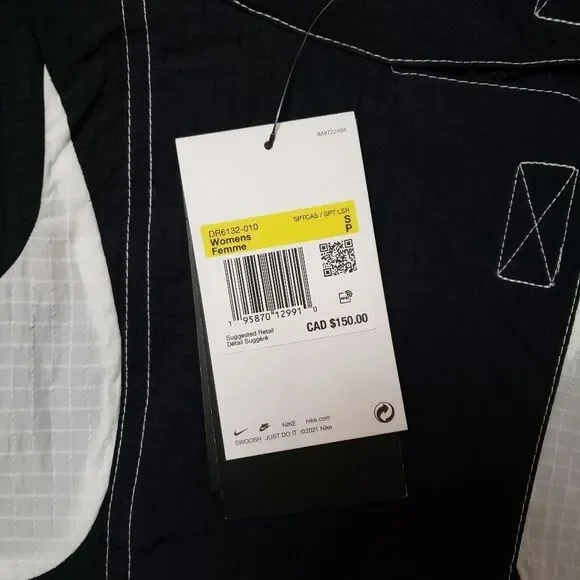 IM#722486
DR6132-010 SPTCAS / SPT LSR
Womens S
Femme P
1 95870 12991 0
RFID
Suggested Retail
Détail Suggéré
CAD $150.00
NIKE nike.com
SWOOSH JUST DO IT ©2021 Nike